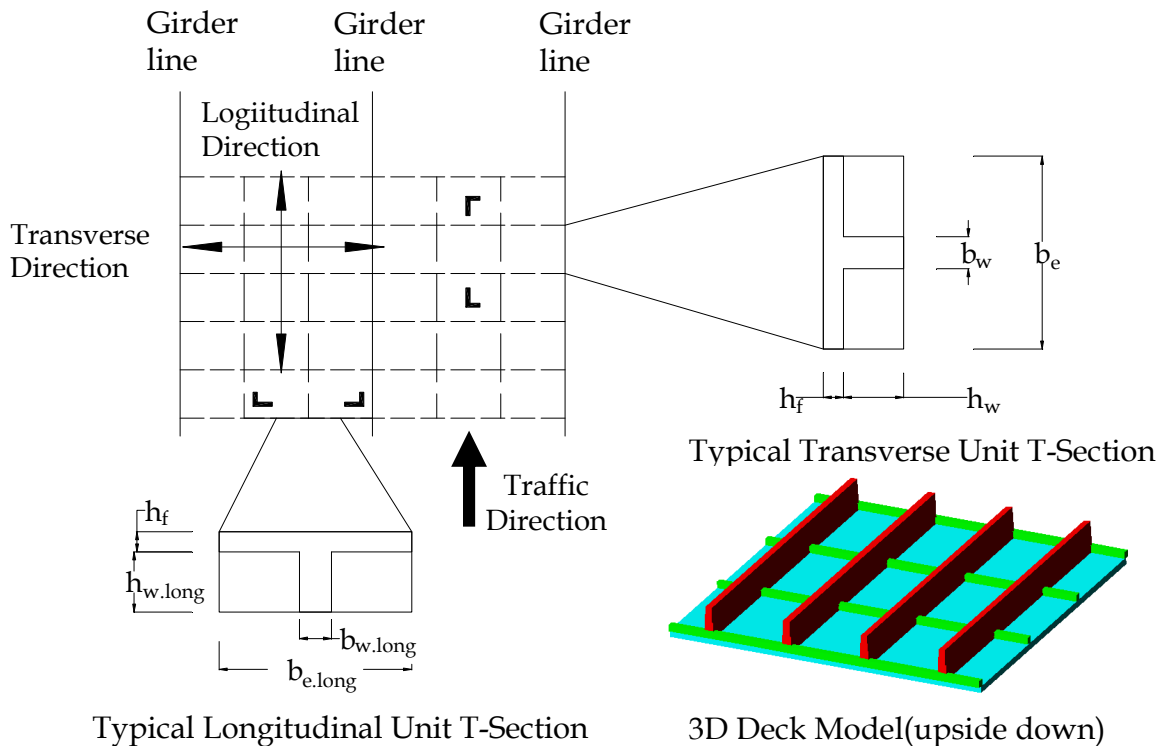 Girder
line
Girder
line
Girder
line
Logiitudinal
Direction
Transverse
Direction
b_w
b_e
h_f
h_w
Typical Transverse Unit T-Section
Traffic
Direction
h_f
h_w.long
b_w.long
b_e.long
Typical Longitudinal Unit T-Section
3D Deck Model(upside down)